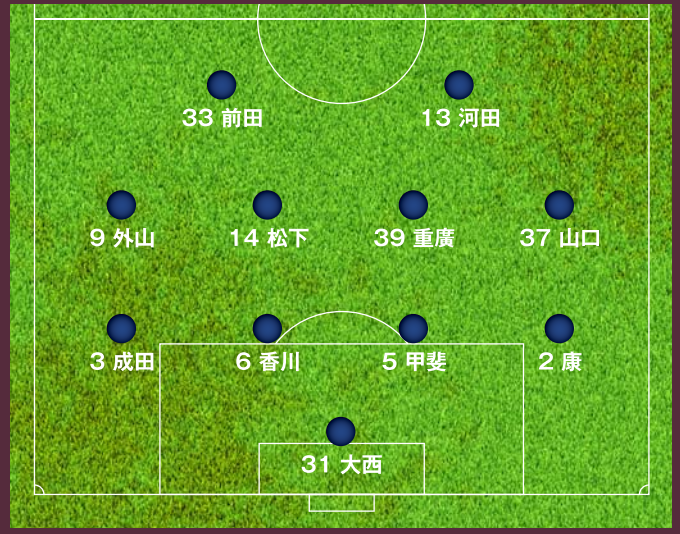 33 前田
13 河田
9 外山
14 松下
39 重廣
37 山口
3 成田
6 香川
5 甲斐
2 康
31 大西